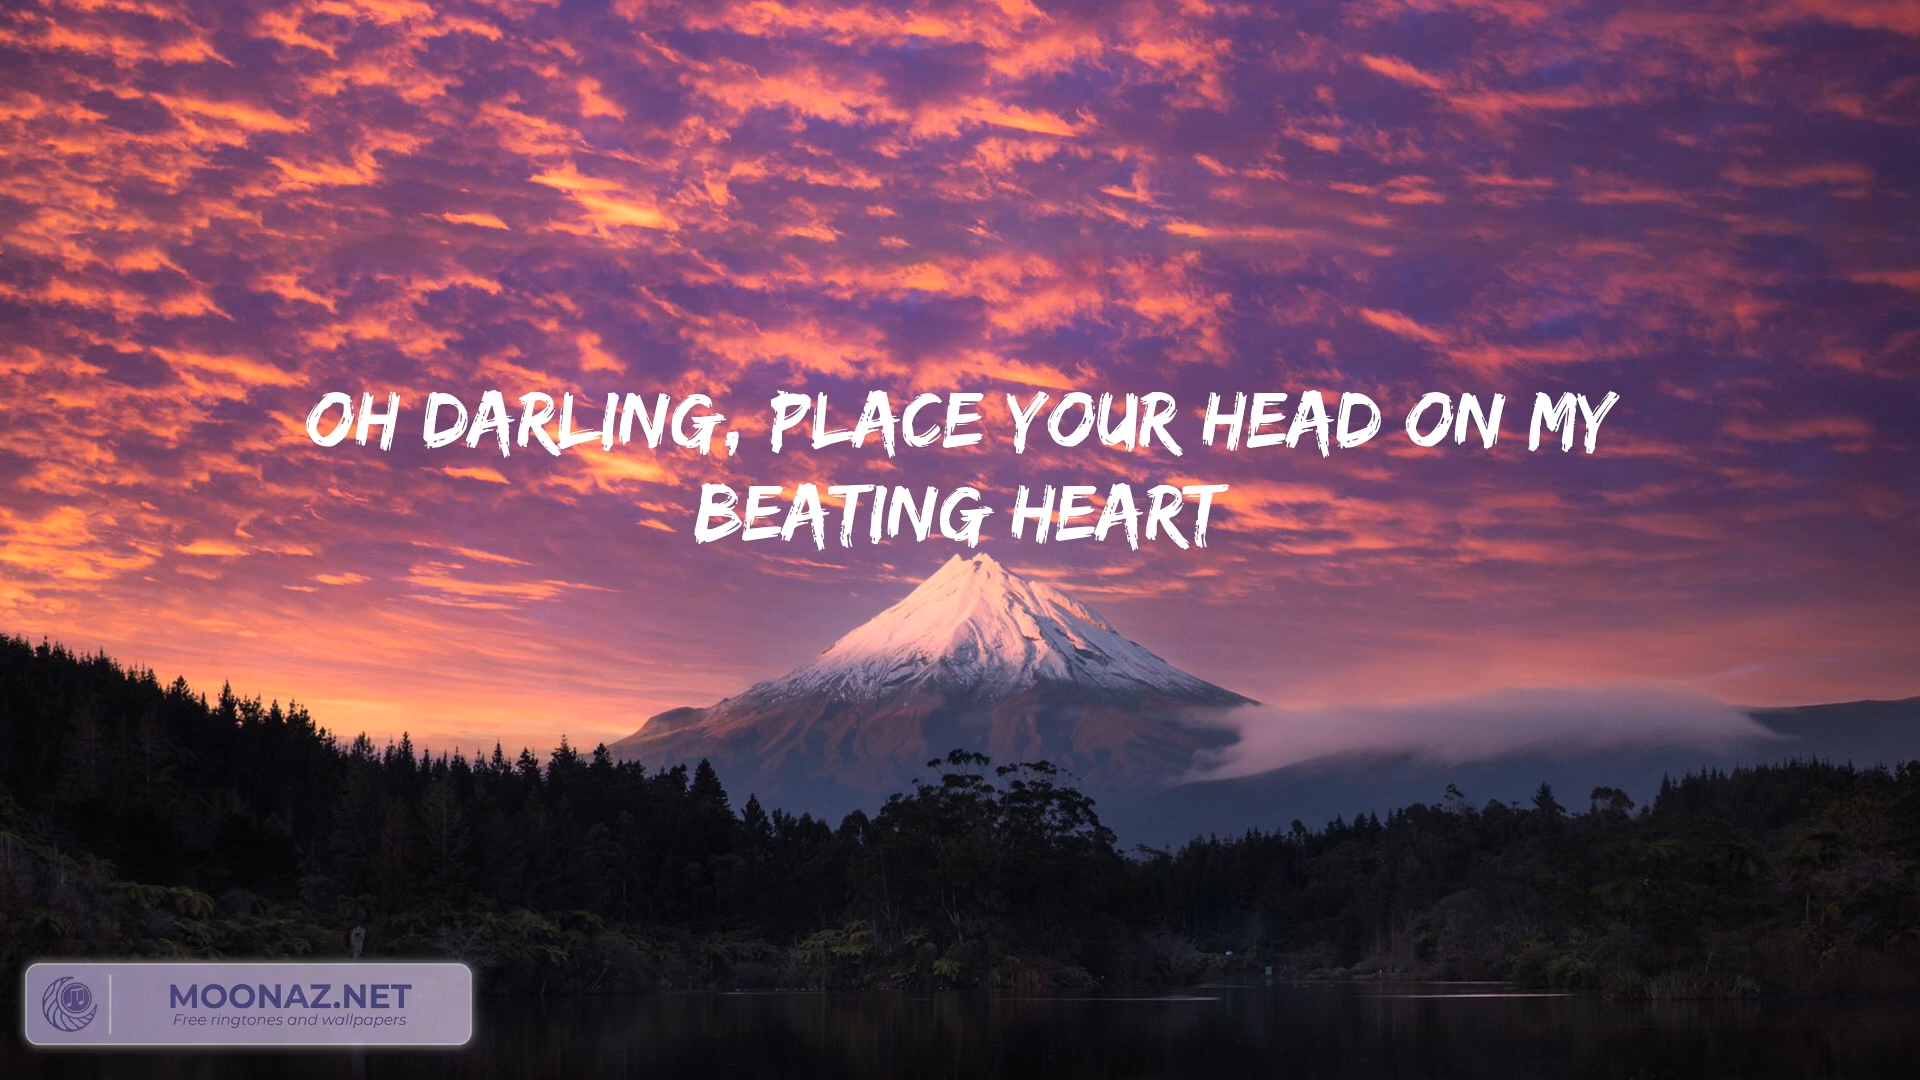 OH DARLING, PLACE YOUR HEAD ON MY
BEATING HEART
MOONAZ.NET
Free ringtones and wallpapers